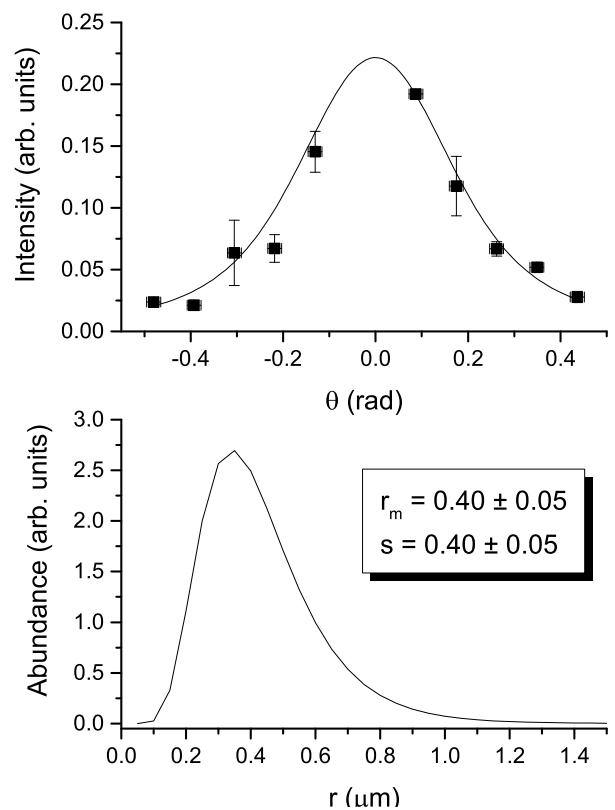 0.25
0.20
0.15
0.10
0.05
0.00
Intensity (arb. units)
-0.4 -0.2 0.0 0.2 0.4
θ (rad)
3.0
2.5
2.0
1.5
1.0
0.5
0.0
Abundance (arb. units)
r_m = 0.40 ± 0.05
s = 0.40 ± 0.05
0.0 0.2 0.4 0.6 0.8 1.0 1.2 1.4
r (μm)